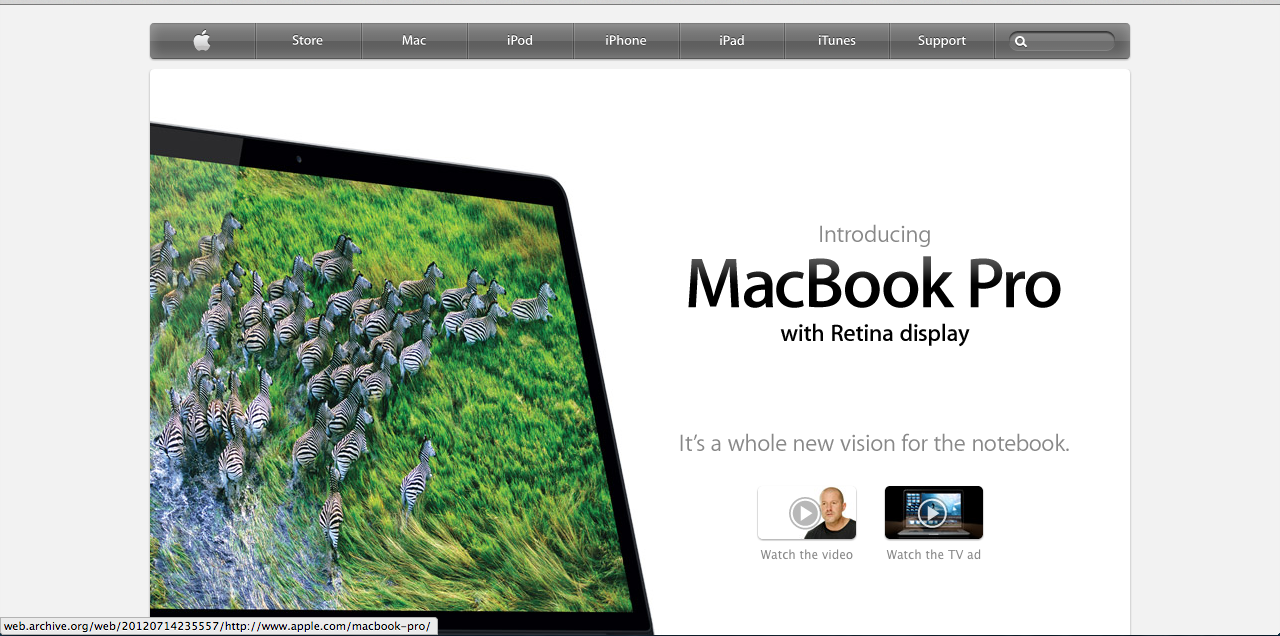 Store Mac iPod iPhone iPad iTunes Support
Introducing
MacBook Pro
with Retina display
It’s a whole new vision for the notebook.
Watch the video Watch the TV ad
web.archive.org/web/20120714235557/http://www.apple.com/macbook-pro/